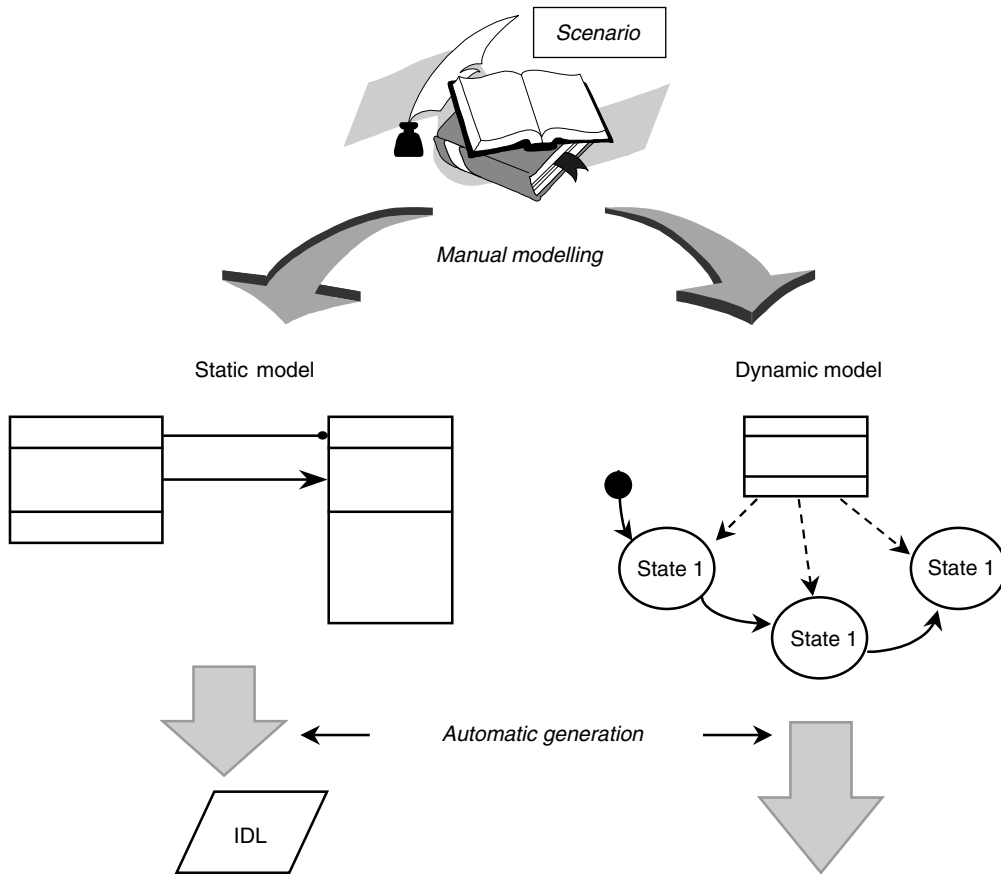 Scenario
Manual modelling
Static model
Dynamic model
State 1
State 1
State 1
Automatic generation
IDL